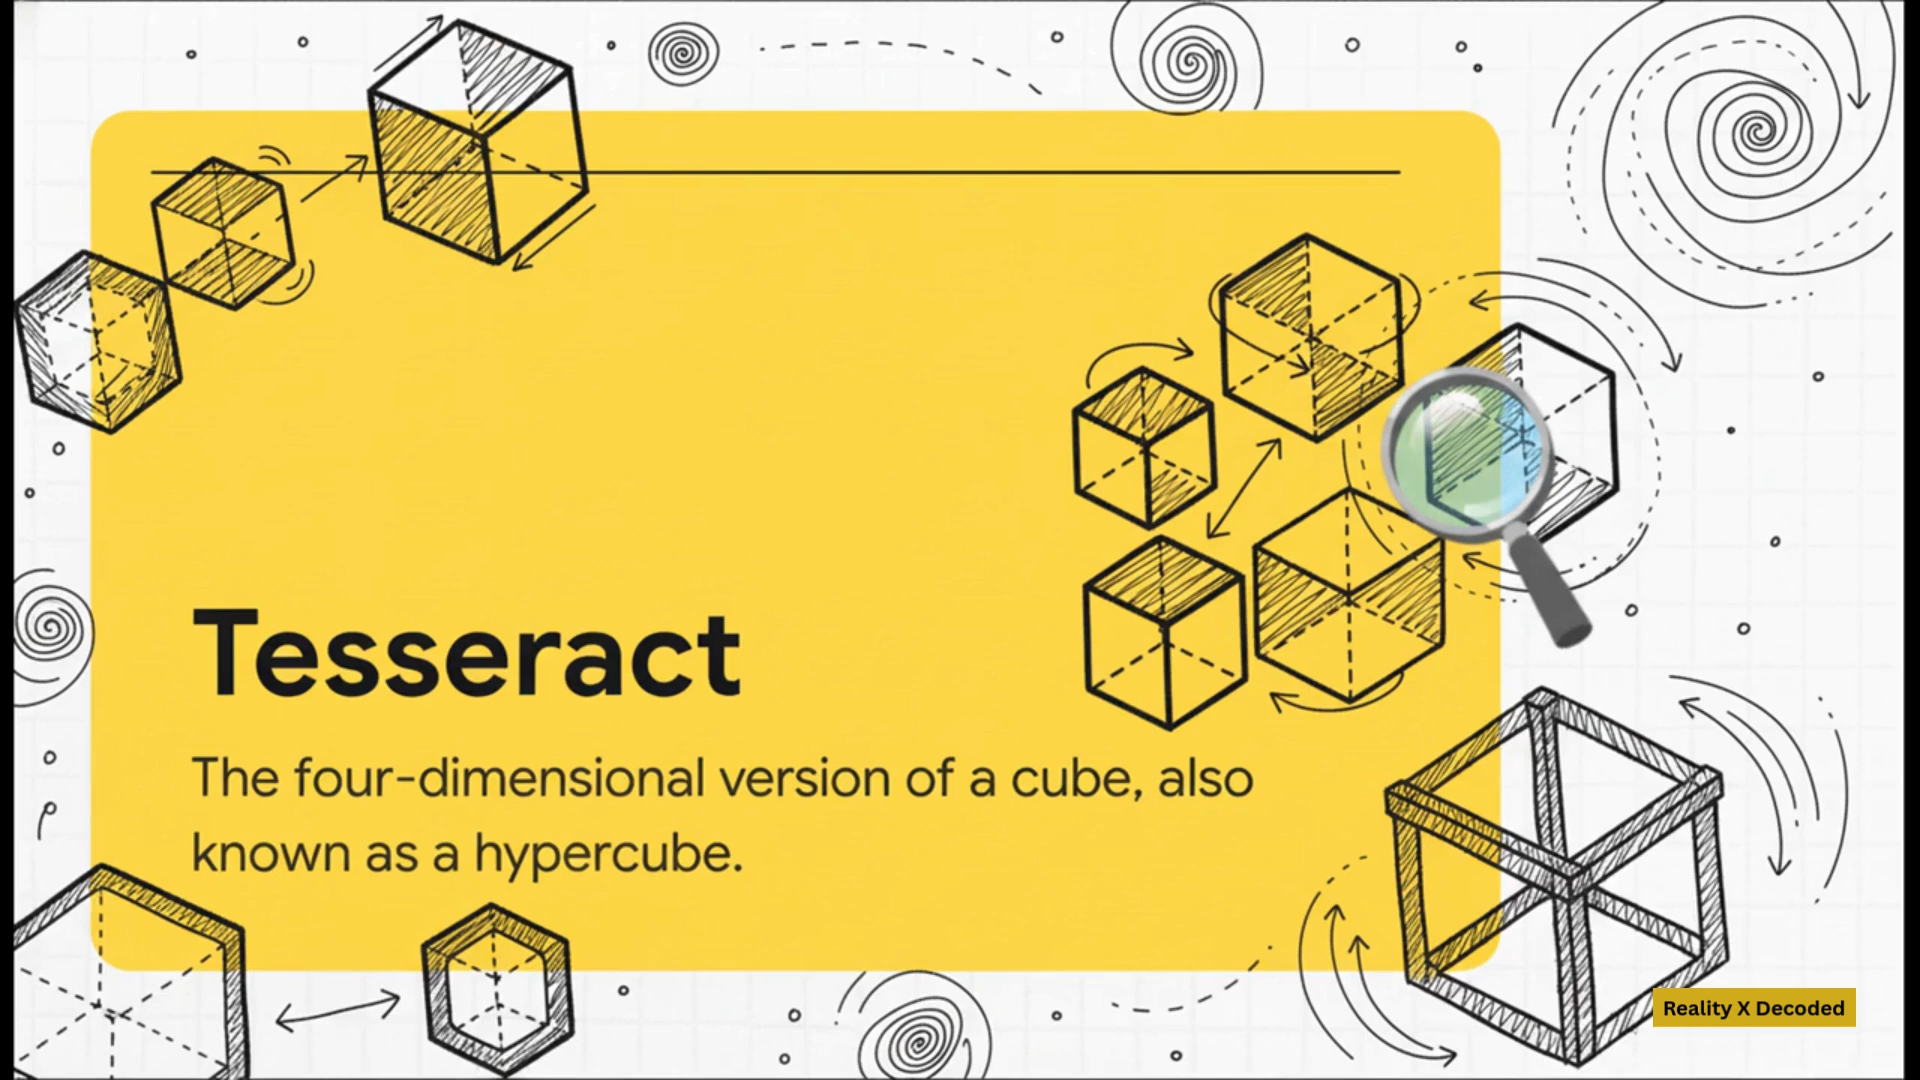 Tesseract
The four-dimensional version of a cube, also
known as a hypercube.
Reality X Decoded